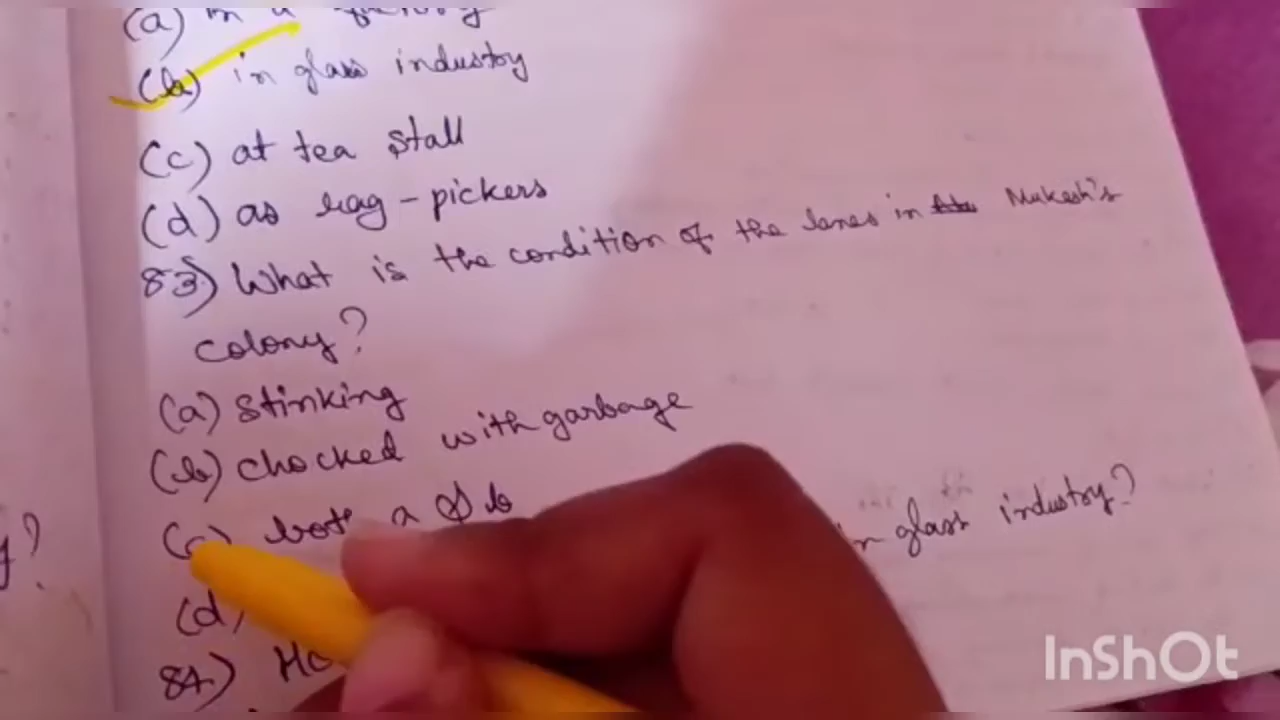 (a) in a
(b) in glass industry
(c) at tea stall
(d) as rag-pickers
83) What is the condition of the lanes in Mukesh's
colony?
(a) stinking
(b) chocked with garbage
(c) both a & b
(d)
glass industry?
84)
InShOt